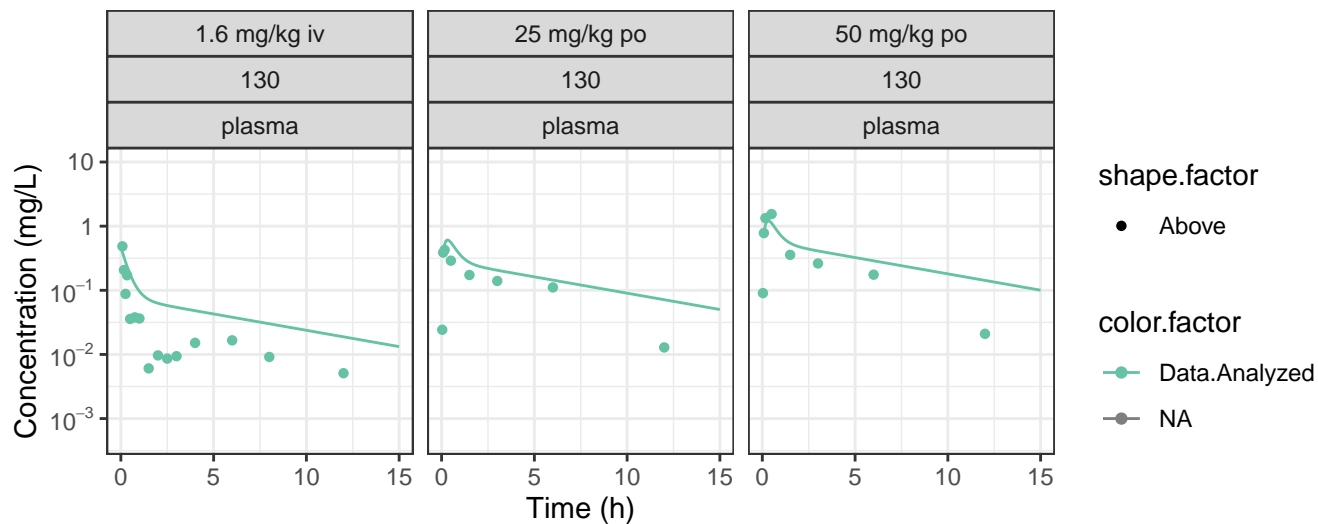 1.6 mg/kg iv
130
plasma
25 mg/kg po
130
plasma
50 mg/kg po
130
plasma
Concentration (mg/L)
10
1
10⁻¹
10⁻²
10⁻³
0 5 10 15
0 5 10 15
0 5 10 15
Time (h)
shape.factor
Above
color.factor
Data.Analyzed
NA